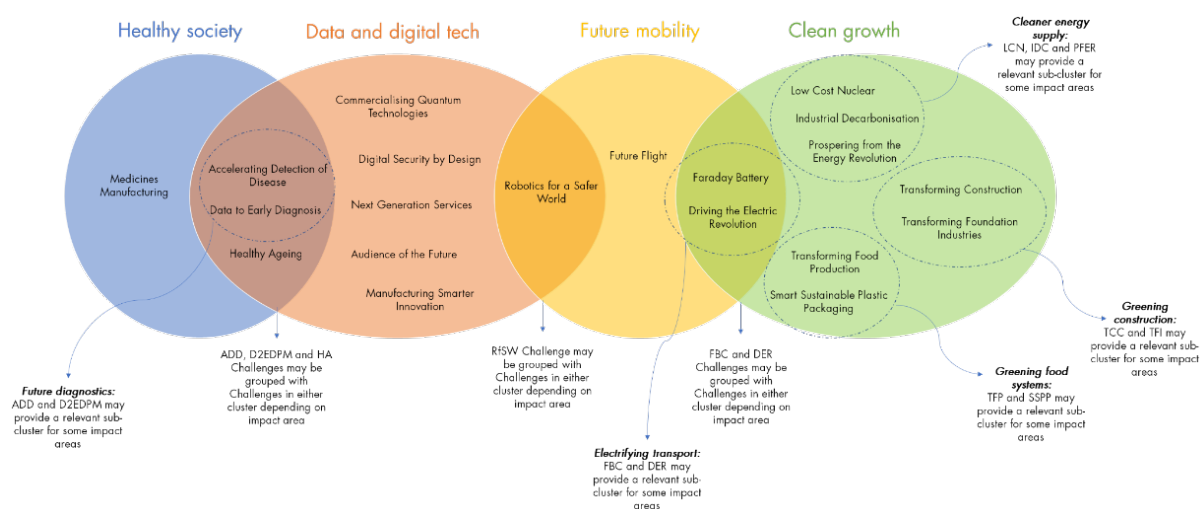 Healthy society
Data and digital tech
Future mobility
Clean growth
Cleaner energy
supply:
LCN, IDC and PFER
may provide a
relevant sub-cluster for
some impact areas
Medicines
Manufacturing
Accelerating Detection of
Disease
Data to Early Diagnosis
Healthy Ageing
Commercialising Quantum
Technologies
Digital Security by Design
Next Generation Services
Audience of the Future
Manufacturing Smarter
Innovation
Robotics for a Safer
World
Future Flight
Faraday Battery
Driving the Electric
Revolution
Low Cost Nuclear
Industrial Decarbonisation
Prospering from the
Energy Revolution
Transforming Construction
Transforming Foundation
Industries
Transforming Food
Production
Smart Sustainable Plastic
Packaging
Future diagnostics:
ADD and D2EDPM may
provide a relevant sub-
cluster for some impact
areas
ADD, D2EDPM and HA
Challenges may be
grouped with
Challenges in either
cluster depending on
impact area
RfSW Challenge may
be grouped with
Challenges in either
cluster depending on
impact area
Electrifying transport:
FBC and DER may
provide a relevant sub-
cluster for some impact
areas
FBC and DER
Challenges may be
grouped with
Challenges in either
cluster depending on
impact area
Greening food
systems:
TFP and SSPP may
provide a relevant sub-
cluster for some impact
areas
Greening
construction:
TCC and TFI may
provide a relevant sub-
cluster for some impact
areas